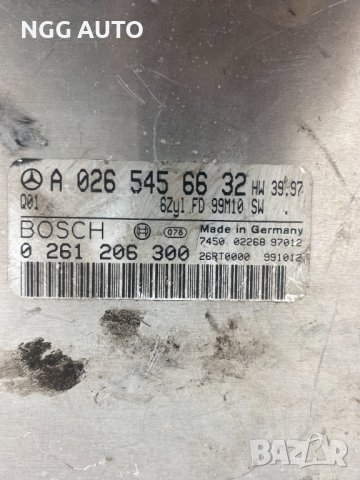 NGG AUTO
A 026 545 66 32 HW 39.97
Q01 6Zyl FD 99M10 SW .
BOSCH 078 Made in Germany
7450 02268 97012
0 261 206 300 26RT0000 991012
BAZAR